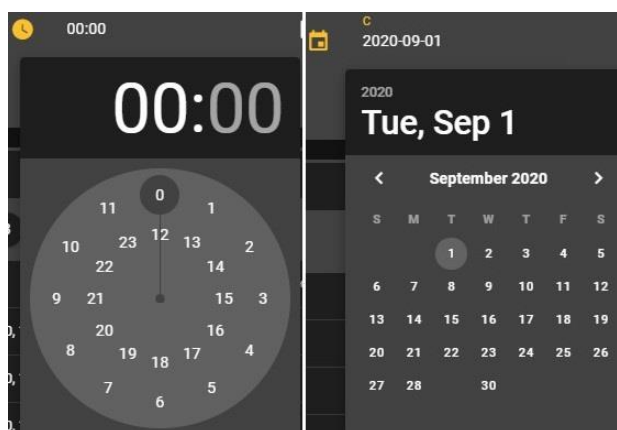 00:00
00:00
0
11 1
23 12 13
10 2
22 14
9 21 15 3
20 16
8 19 18 17 4
7 5
6
C
2020-09-01
2020
Tue, Sep 1
September 2020
S M T W T F S
1 2 3 4 5
6 7 8 9 10 11 12
13 14 15 16 17 18 19
20 21 22 23 24 25 26
27 28 30